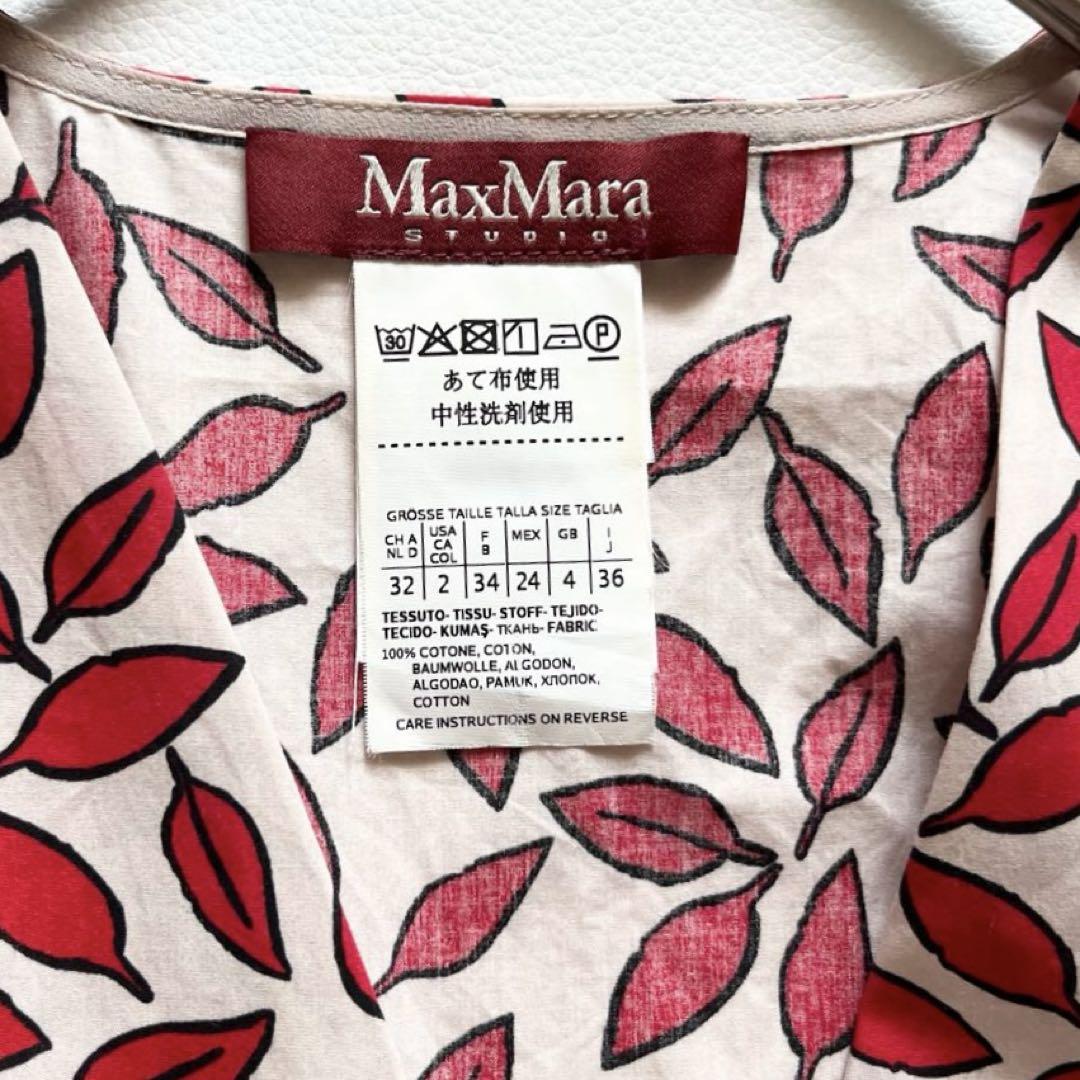 MaxMara
STUDIO
30 P
あて布使用
中性洗剤使用
GRÖSSE TAILLE TALLA SIZE TAGLIA
CH A NL D USA CA COL F B MEX GB I J
32 2 34 24 4 36
TESSUTO- TISSU- STOFF- TEJIDO-
TECIDO- KUMAŞ- ТКАНЬ- FABRIC
100% COTONE, COTON,
BAUMWOLLE, ALGODON,
ALGODAO, PAMUK, ХЛОПОК,
COTTON
CARE INSTRUCTIONS ON REVERSE